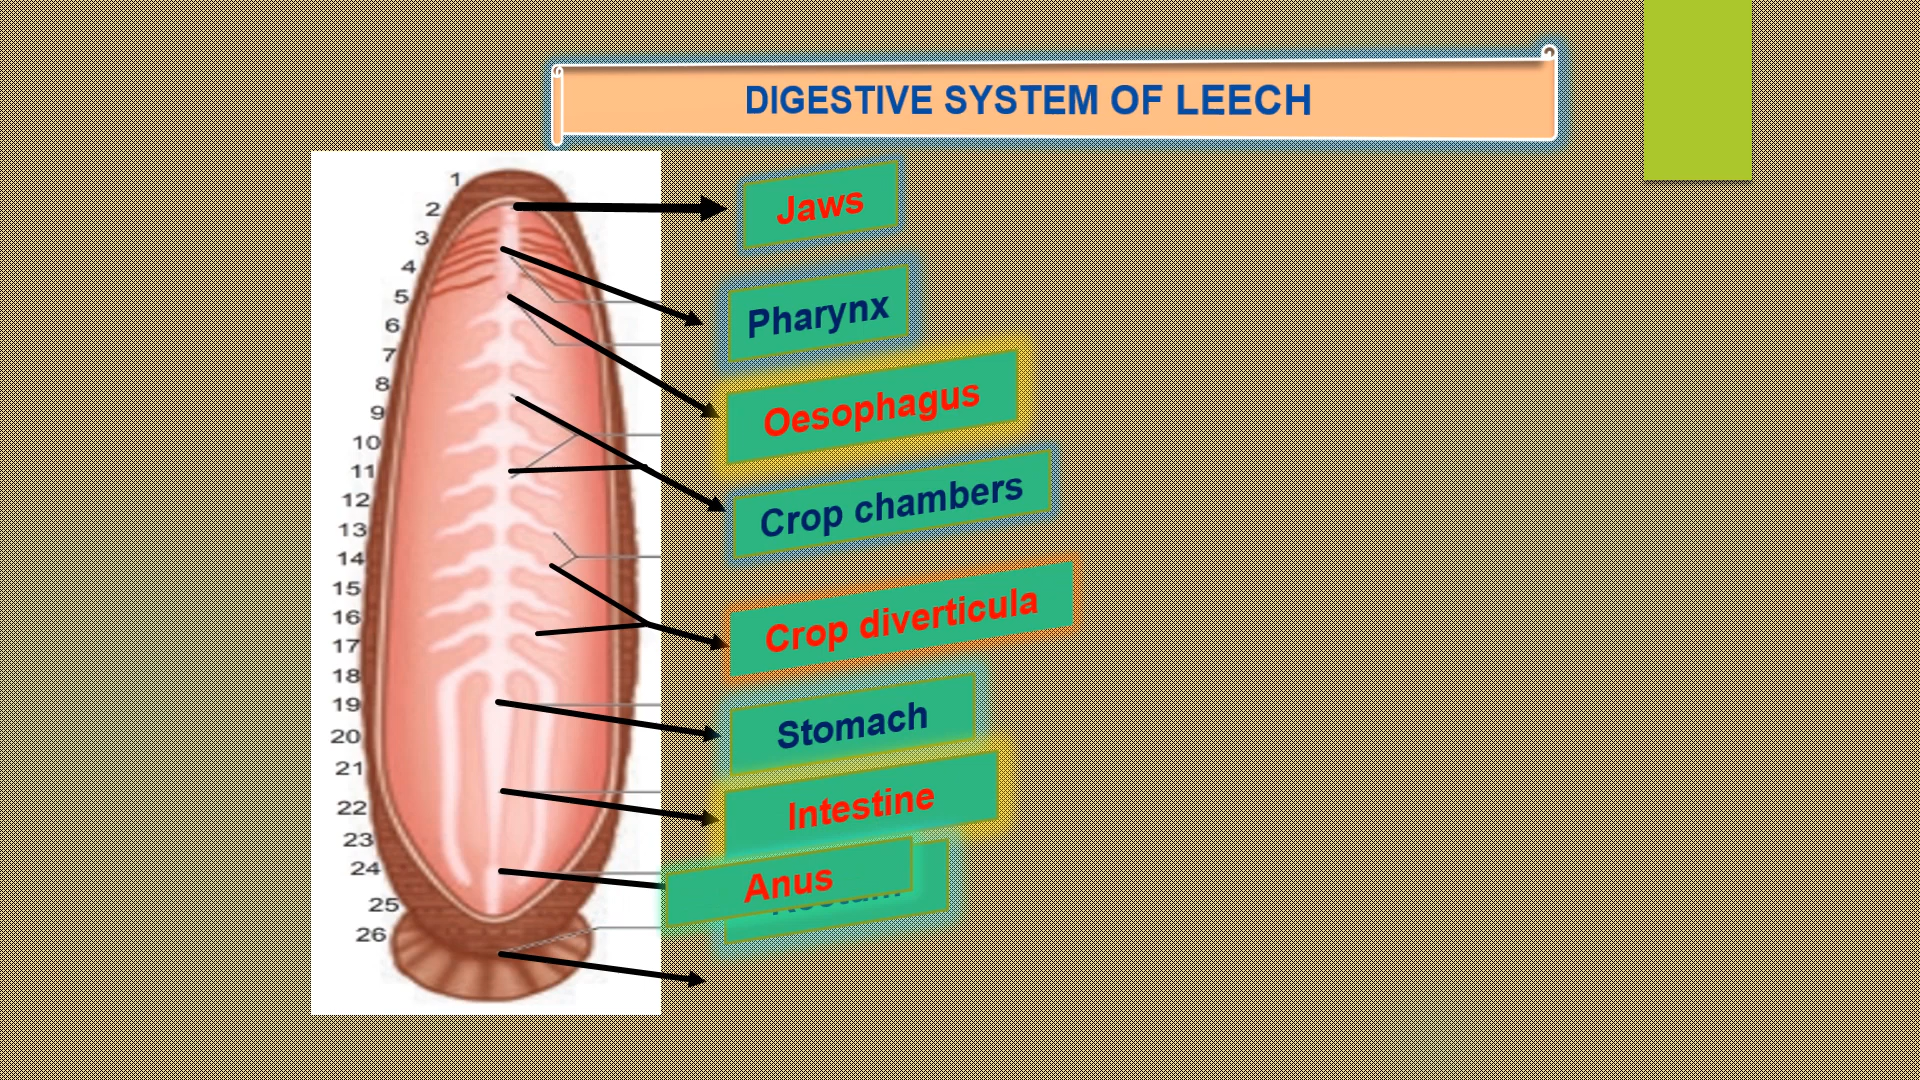 DIGESTIVE SYSTEM OF LEECH
1
2
3
4
5
6
7
8
9
10
11
12
13
14
15
16
17
18
19
20
21
22
23
24
25
26
Jaws
Pharynx
Oesophagus
Crop chambers
Crop diverticula
Stomach
Intestine
Anus